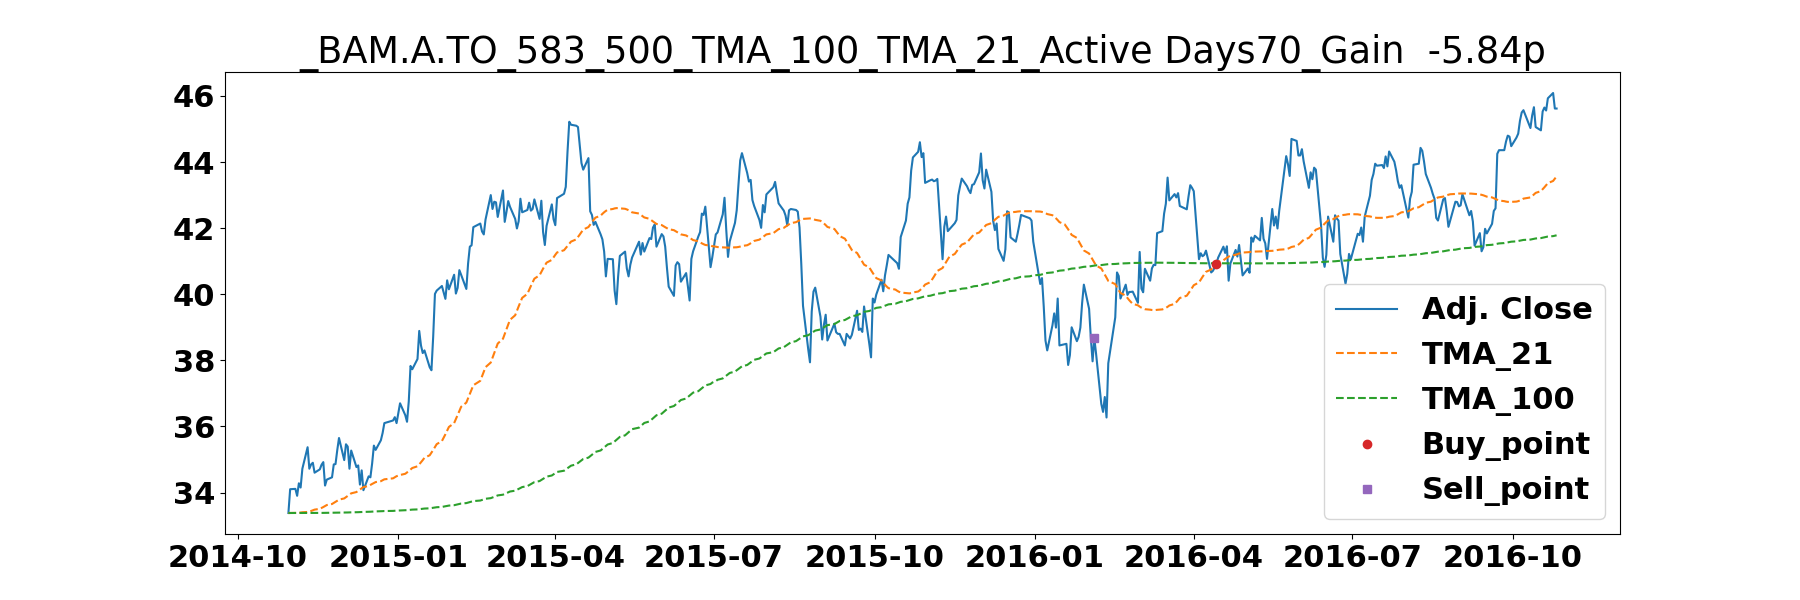 _BAM.A.TO_583_500_TMA_100_TMA_21_Active Days70_Gain  -5.84p
46
44
42
40
38
36
34
2014-10 2015-01 2015-04 2015-07 2015-10 2016-01 2016-04 2016-07 2016-10
Adj. Close
TMA_21
TMA_100
Buy_point
Sell_point